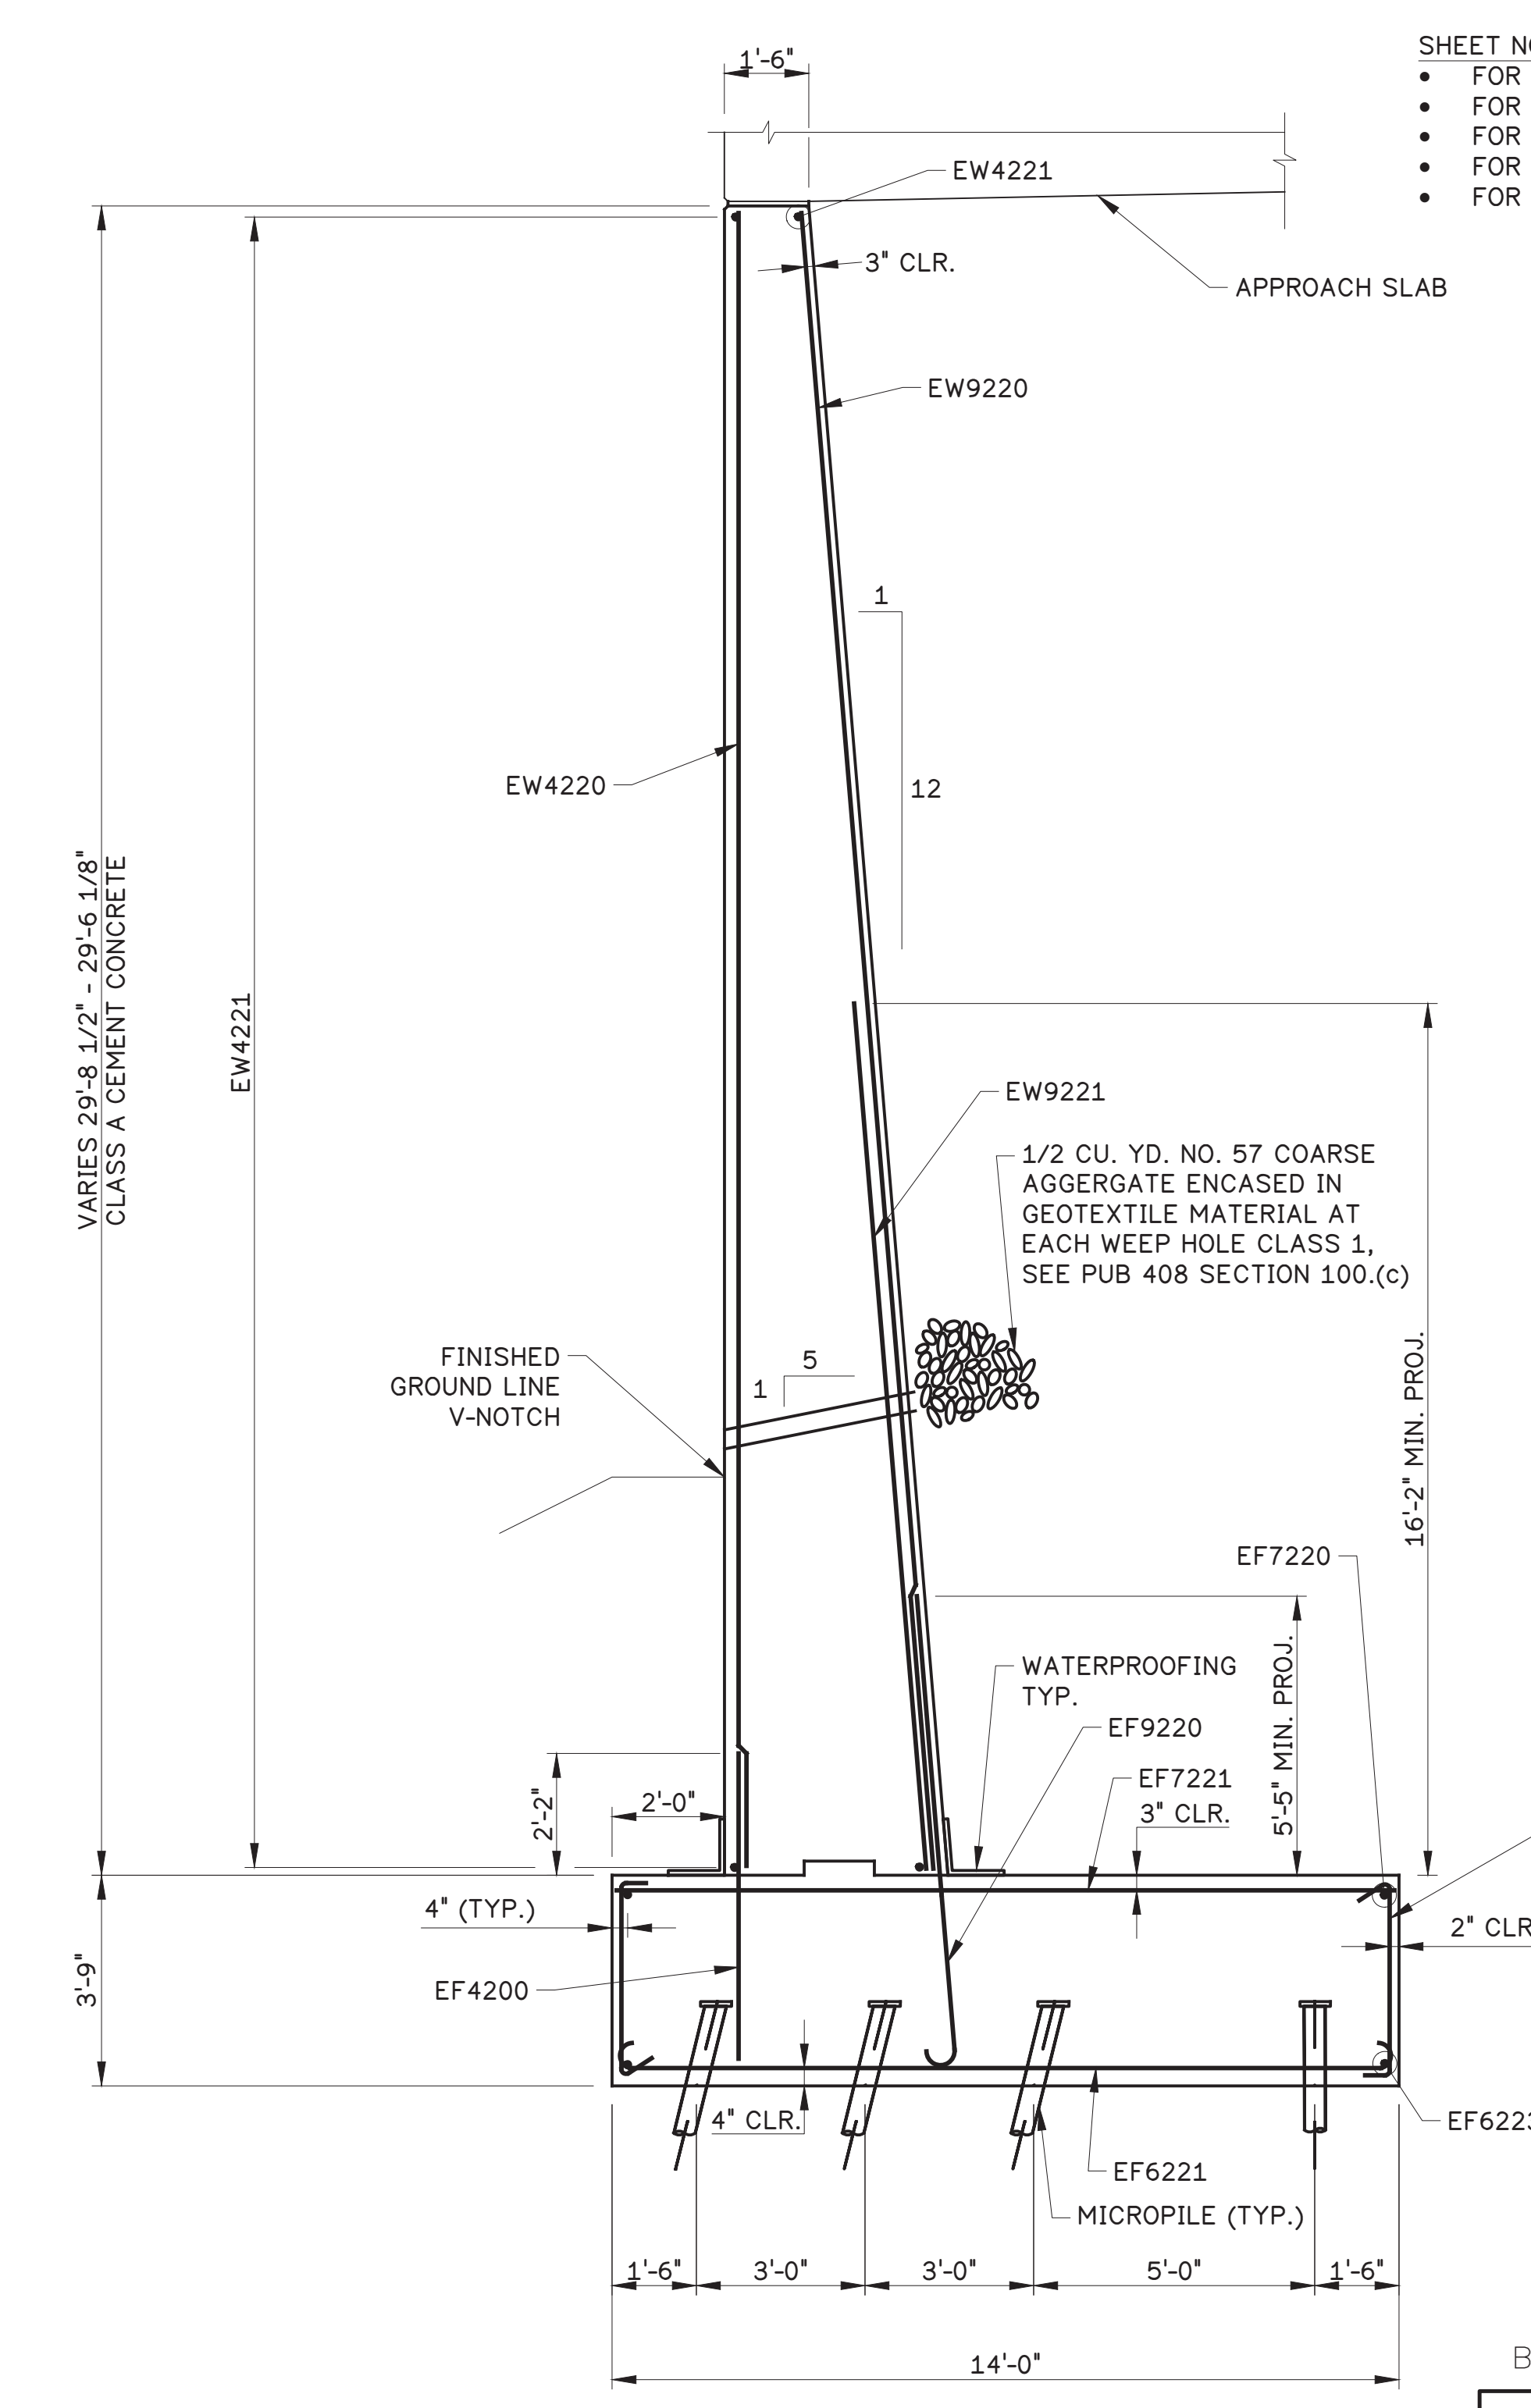 SHEET NO
• FOR
• FOR
• FOR
• FOR
• FOR
1'-6"
EW4221
3" CLR.
APPROACH SLAB
EW9220
1
12
EW4220
VARIES 29'-8 1/2" - 29'-6 1/8"
CLASS A CEMENT CONCRETE
EW4221
EW9221
1/2 CU. YD. NO. 57 COARSE
AGGERGATE ENCASED IN
GEOTEXTILE MATERIAL AT
EACH WEEP HOLE CLASS 1,
SEE PUB 408 SECTION 100.(c)
FINISHED
GROUND LINE
V-NOTCH
5
1
16'-2" MIN. PROJ.
EF7220
WATERPROOFING
TYP.
5'-5" MIN. PROJ.
EF9220
EF7221
3" CLR.
2'-2"
2'-0"
4" (TYP.)
2" CLR
3'-9"
EF4200
4" CLR.
EF6223
EF6221
MICROPILE (TYP.)
1'-6"
3'-0"
3'-0"
5'-0"
1'-6"
14'-0"